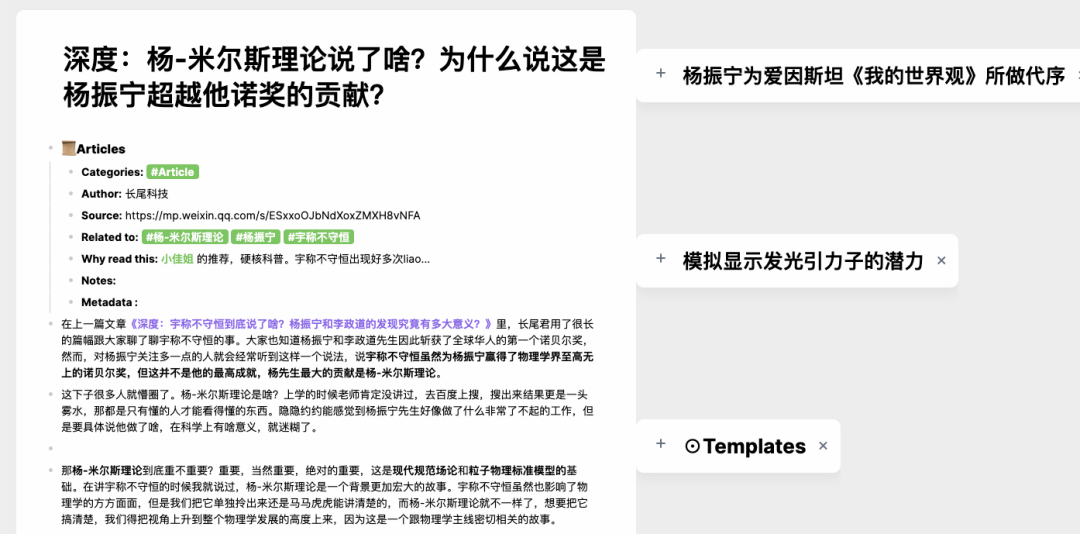 深度：杨-米尔斯理论说了啥？为什么说这是
杨振宁超越他诺奖的贡献？
Articles
Categories: #Article
Author: 长尾科技
Source: https://mp.weixin.qq.com/s/ESxxoOJbNdXoxZMXH8vNFA
Related to: #杨-米尔斯理论 #杨振宁 #宇称不守恒
Why read this: 小佳姐 的推荐，硬核科普。宇称不守恒出现好多次liao...
Notes:
Metadata :
在上一篇文章《深度：宇称不守恒到底说了啥？杨振宁和李政道的发现究竟有多大意义？》里，长尾君用了很长
的篇幅跟大家聊了聊宇称不守恒的事。大家也知道杨振宁和李政道先生因此斩获了全球华人的第一个诺贝尔奖，
然而，对杨振宁关注多一点的人就会经常听到这样一个说法，说宇称不守恒虽然为杨振宁赢得了物理学界至高无
上的诺贝尔奖，但这并不是他的最高成就，杨先生最大的贡献是杨-米尔斯理论。
这下子很多人就懵圈了。杨-米尔斯理论是啥？上学的时候老师肯定没讲过，去百度上搜，搜出来结果更是一头
雾水，那都是只有懂的人才能看得懂的东西。隐隐约约能感觉到杨振宁先生好像做了什么非常了不起的工作，但
是要具体说他做了啥，在科学上有啥意义，就迷糊了。
那杨-米尔斯理论到底重不重要？重要，当然重要，绝对的重要，这是现代规范场论和粒子物理标准模型的基
础。在讲宇称不守恒的时候我就说过，杨-米尔斯理论是一个背景更加宏大的故事。宇称不守恒虽然也影响了物
理学的方方面面，但是我们把它单独拎出来还是马马虎虎能讲清楚的，而杨-米尔斯理论就不一样了，想要把它
搞清楚，我们得把视角上升到整个物理学发展的高度上来，因为这是一个跟物理学主线密切相关的故事。
+ 杨振宁为爱因斯坦《我的世界观》所做代序
+ 模拟显示发光引力子的潜力 ×
+ ⊙Templates ×